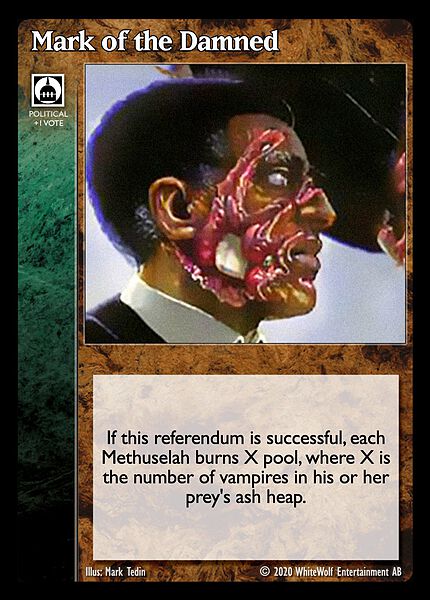 Mark of the Damned
POLITICAL
+1 VOTE
If this referendum is successful, each
Methuselah burns X pool, where X is
the number of vampires in his or her
prey's ash heap.
Illus: Mark Tedin
© 2020 WhiteWolf Entertainment AB